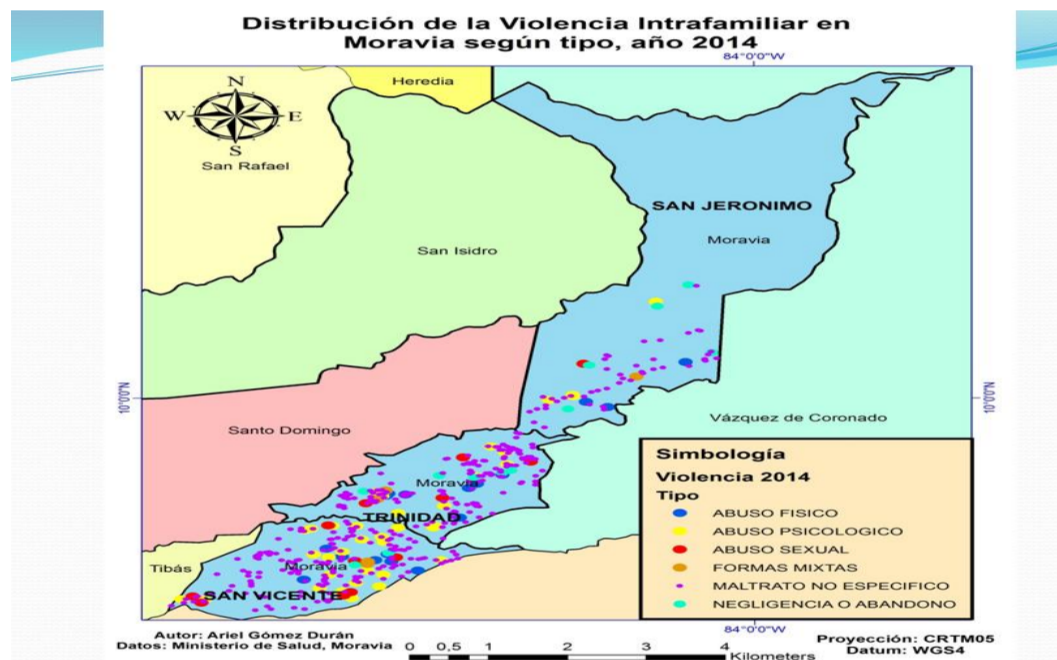 Distribución de la Violencia Intrafamiliar en
Moravia según tipo, año 2014
84°0'0"W
Heredia
N
W E
S
San Rafael
SAN JERONIMO
Moravia
San Isidro
10°0'0"N
10°0'0"N
Vázquez de Coronado
Santo Domingo
Moravia
TRINIDAD
Tibás
Moravia
SAN VICENTE
Simbología
Violencia 2014
Tipo
ABUSO FISICO
ABUSO PSICOLOGICO
ABUSO SEXUAL
FORMAS MIXTAS
MALTRATO NO ESPECIFICO
NEGLIGENCIA O ABANDONO
84°0'0"W
Autor: Ariel Gómez Durán
Datos: Ministerio de Salud, Moravia
0 0,5 1 2 3 4
Kilometers
Proyección: CRTM05
Datum: WGS4